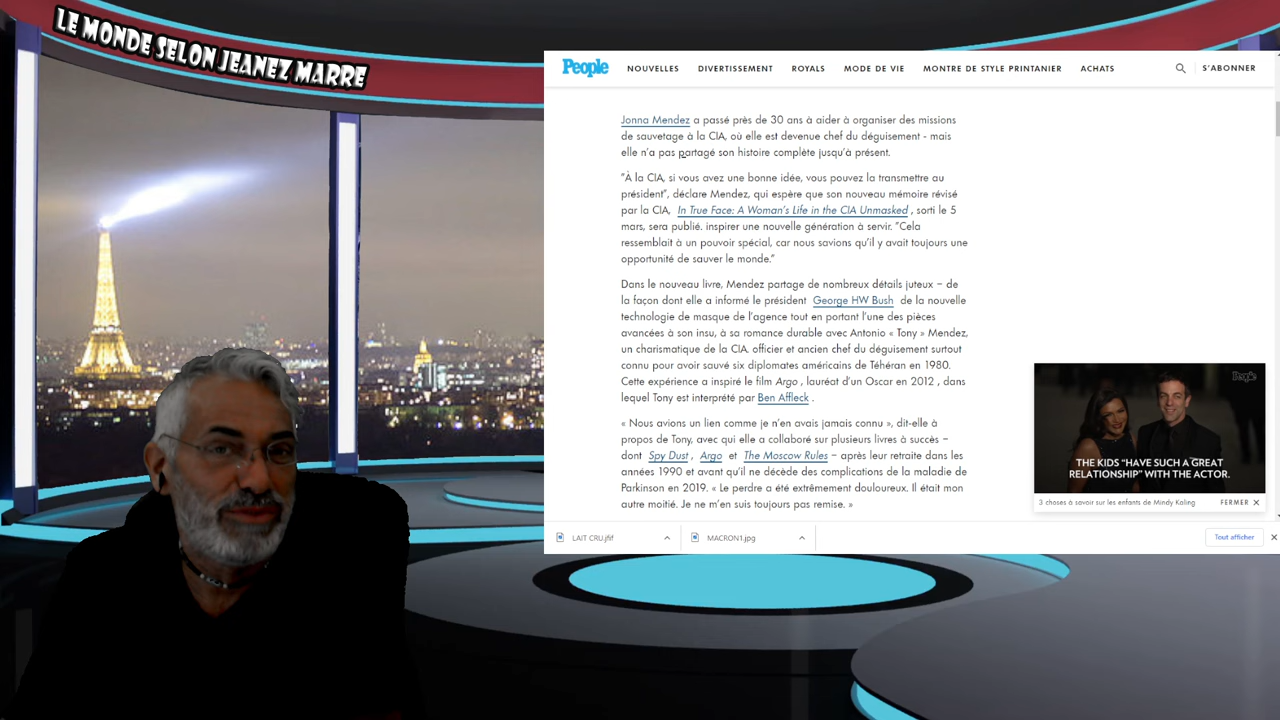 LE MONDE SELON JEANEZ MARRE
People
NOUVELLES DIVERTISSEMENT ROYALS MODE DE VIE MONTRE DE STYLE PRINTANIER ACHATS S'ABONNER
Jonna Mendez a passé près de 30 ans à aider à organiser des missions
de sauvetage à la CIA, où elle est devenue chef du déguisement - mais
elle n'a pas partagé son histoire complète jusqu'à présent.
"À la CIA, si vous avez une bonne idée, vous pouvez la transmettre au
président", déclare Mendez, qui espère que son nouveau mémoire révisé
par la CIA, In True Face: A Woman's Life in the CIA Unmasked , sorti le 5
mars, sera publié. inspirer une nouvelle génération à servir. "Cela
ressemblait à un pouvoir spécial, car nous savions qu'il y avait toujours une
opportunité de sauver le monde."
Dans le nouveau livre, Mendez partage de nombreux détails juteux – de
la façon dont elle a informé le président George HW Bush de la nouvelle
technologie de masque de l'agence tout en portant l'une des pièces
avancées à son insu, à sa romance durable avec Antonio « Tony » Mendez,
un charismatique de la CIA. officier et ancien chef du déguisement surtout
connu pour avoir sauvé six diplomates américains de Téhéran en 1980.
Cette expérience a inspiré le film Argo , lauréat d'un Oscar en 2012 , dans
lequel Tony est interprété par Ben Affleck .
« Nous avions un lien comme je n'en avais jamais connu », dit-elle à
propos de Tony, avec qui elle a collaboré sur plusieurs livres à succès –
dont Spy Dust , Argo et The Moscow Rules – après leur retraite dans les
années 1990 et avant qu'il ne décède des complications de la maladie de
Parkinson en 2019. « Le perdre a été extrêmement douloureux. Il était mon
autre moitié. Je ne m'en suis toujours pas remise. »
People
THE KIDS "HAVE SUCH A GREAT
RELATIONSHIP" WITH THE ACTOR.
3 choses à savoir sur les enfants de Mindy Kaling FERMER
LAIT CRU.jfif MACRON1.jpg Tout afficher